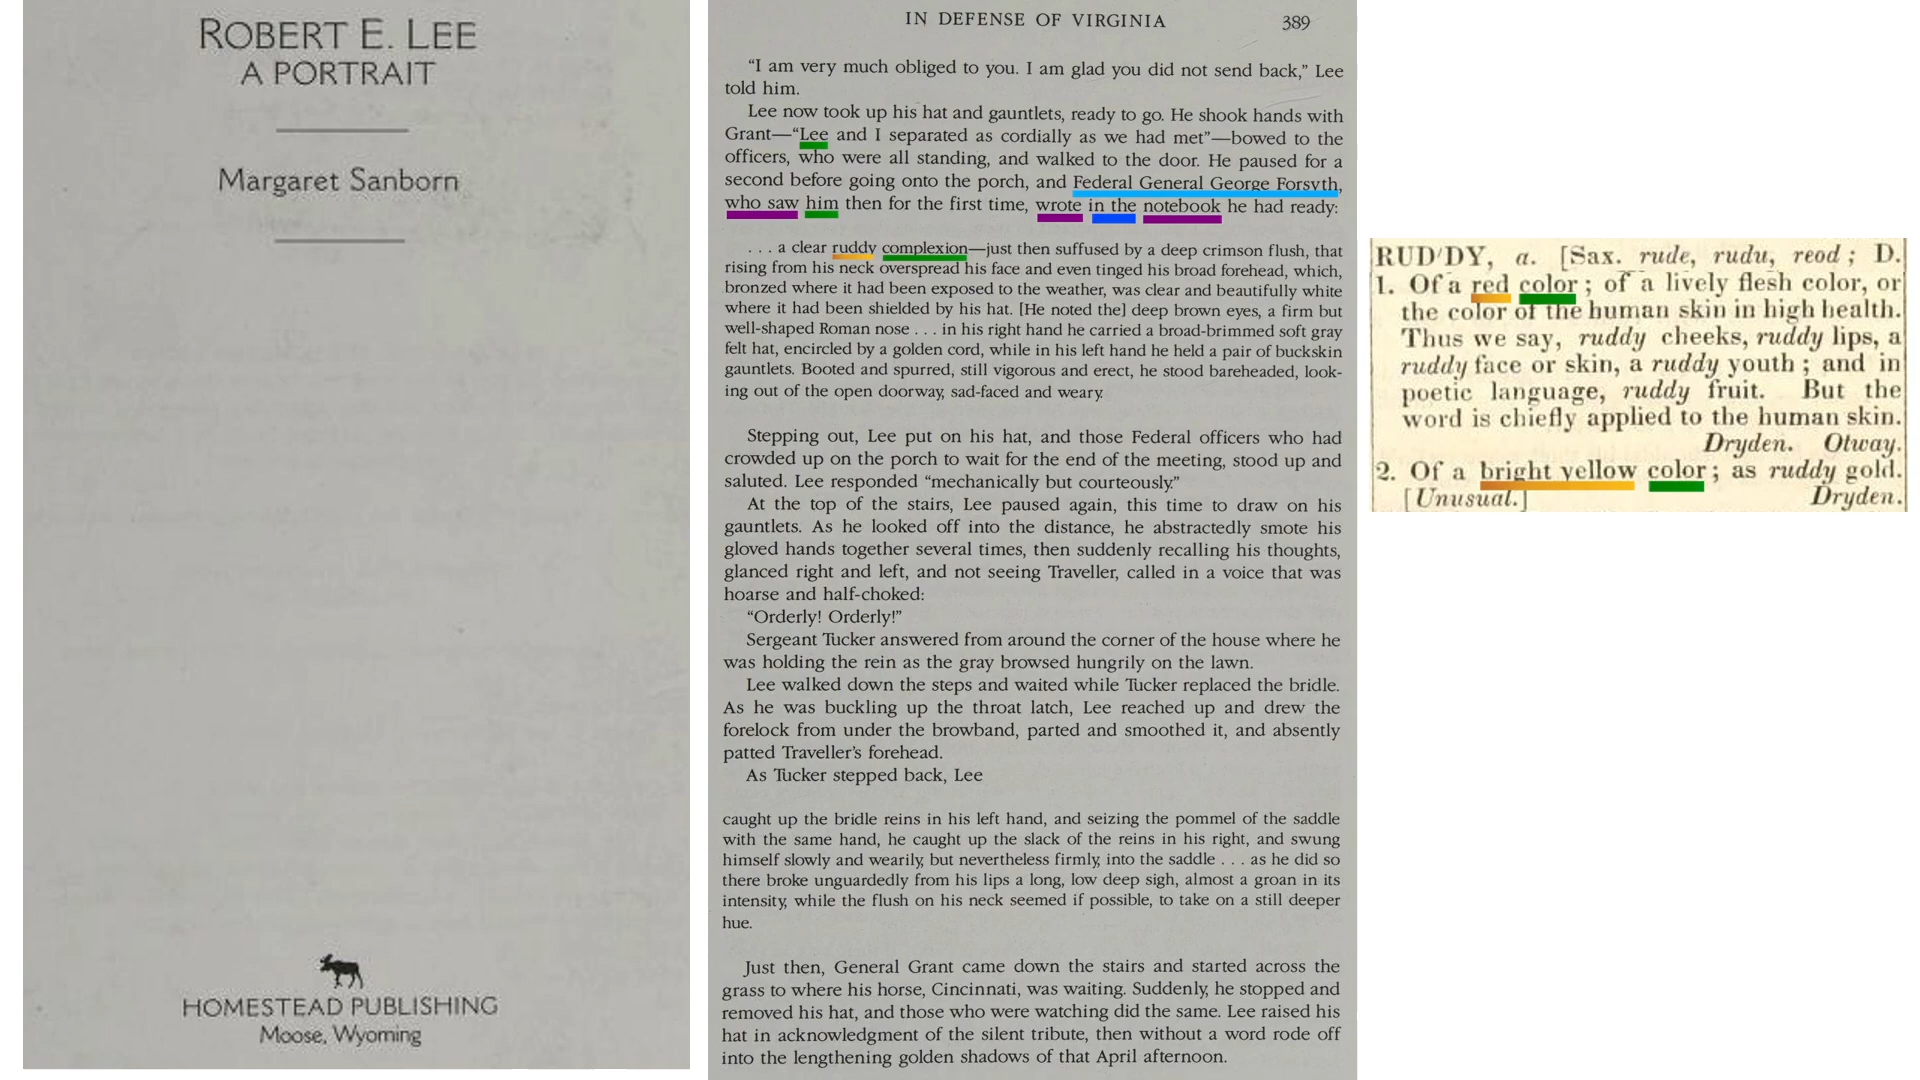 ROBERT E. LEE
A PORTRAIT
Margaret Sanborn
HOMESTEAD PUBLISHING
Moose, Wyoming
IN DEFENSE OF VIRGINIA 389
“I am very much obliged to you. I am glad you did not send back,” Lee
told him.
Lee now took up his hat and gauntlets, ready to go. He shook hands with
Grant—“Lee and I separated as cordially as we had met”—bowed to the
officers, who were all standing, and walked to the door. He paused for a
second before going onto the porch, and Federal General George Forsyth,
who saw him then for the first time, wrote in the notebook he had ready:
. . . a clear ruddy complexion—just then suffused by a deep crimson flush, that
rising from his neck overspread his face and even tinged his broad forehead, which,
bronzed where it had been exposed to the weather, was clear and beautifully white
where it had been shielded by his hat. [He noted the] deep brown eyes, a firm but
well-shaped Roman nose . . . in his right hand he carried a broad-brimmed soft gray
felt hat, encircled by a golden cord, while in his left hand he held a pair of buckskin
gauntlets. Booted and spurred, still vigorous and erect, he stood bareheaded, look-
ing out of the open doorway, sad-faced and weary.
Stepping out, Lee put on his hat, and those Federal officers who had
crowded up on the porch to wait for the end of the meeting, stood up and
saluted. Lee responded “mechanically but courteously.”
At the top of the stairs, Lee paused again, this time to draw on his
gauntlets. As he looked off into the distance, he abstractedly smote his
gloved hands together several times, then suddenly recalling his thoughts,
glanced right and left, and not seeing Traveller, called in a voice that was
hoarse and half-choked:
“Orderly! Orderly!”
Sergeant Tucker answered from around the corner of the house where he
was holding the rein as the gray browsed hungrily on the lawn.
Lee walked down the steps and waited while Tucker replaced the bridle.
As he was buckling up the throat latch, Lee reached up and drew the
forelock from under the browband, parted and smoothed it, and absently
patted Traveller’s forehead.
As Tucker stepped back, Lee
caught up the bridle reins in his left hand, and seizing the pommel of the saddle
with the same hand, he caught up the slack of the reins in his right, and swung
himself slowly and wearily, but nevertheless firmly, into the saddle . . . as he did so
there broke unguardedly from his lips a long, low deep sigh, almost a groan in its
intensity, while the flush on his neck seemed if possible, to take on a still deeper
hue.
Just then, General Grant came down the stairs and started across the
grass to where his horse, Cincinnati, was waiting. Suddenly, he stopped and
removed his hat, and those who were watching did the same. Lee raised his
hat in acknowledgment of the silent tribute, then without a word rode off
into the lengthening golden shadows of that April afternoon.
RUD'DY, a. [Sax. rude, rudu, reod ; D.
1. Of a red color ; of a lively flesh color, or
the color of the human skin in high health.
Thus we say, ruddy cheeks, ruddy lips, a
ruddy face or skin, a ruddy youth ; and in
poetic language, ruddy fruit. But the
word is chiefly applied to the human skin.
Dryden. Otway.
2. Of a bright yellow color ; as ruddy gold.
[Unusual.] Dryden.